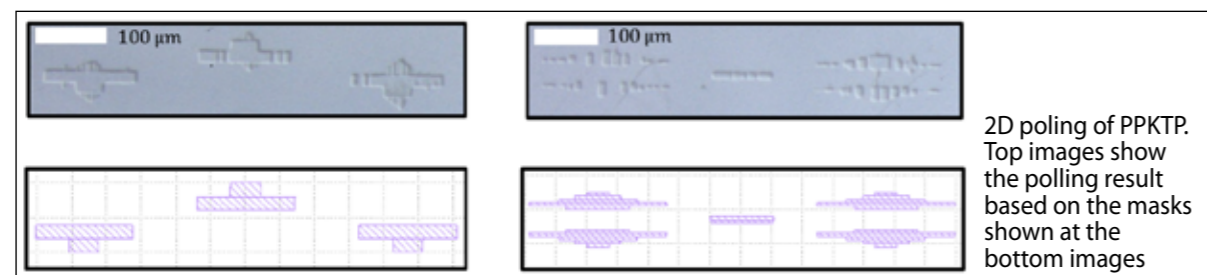 100 μm
100 μm
2D poling of PPKTP.
Top images show
the polling result
based on the masks
shown at the
bottom images